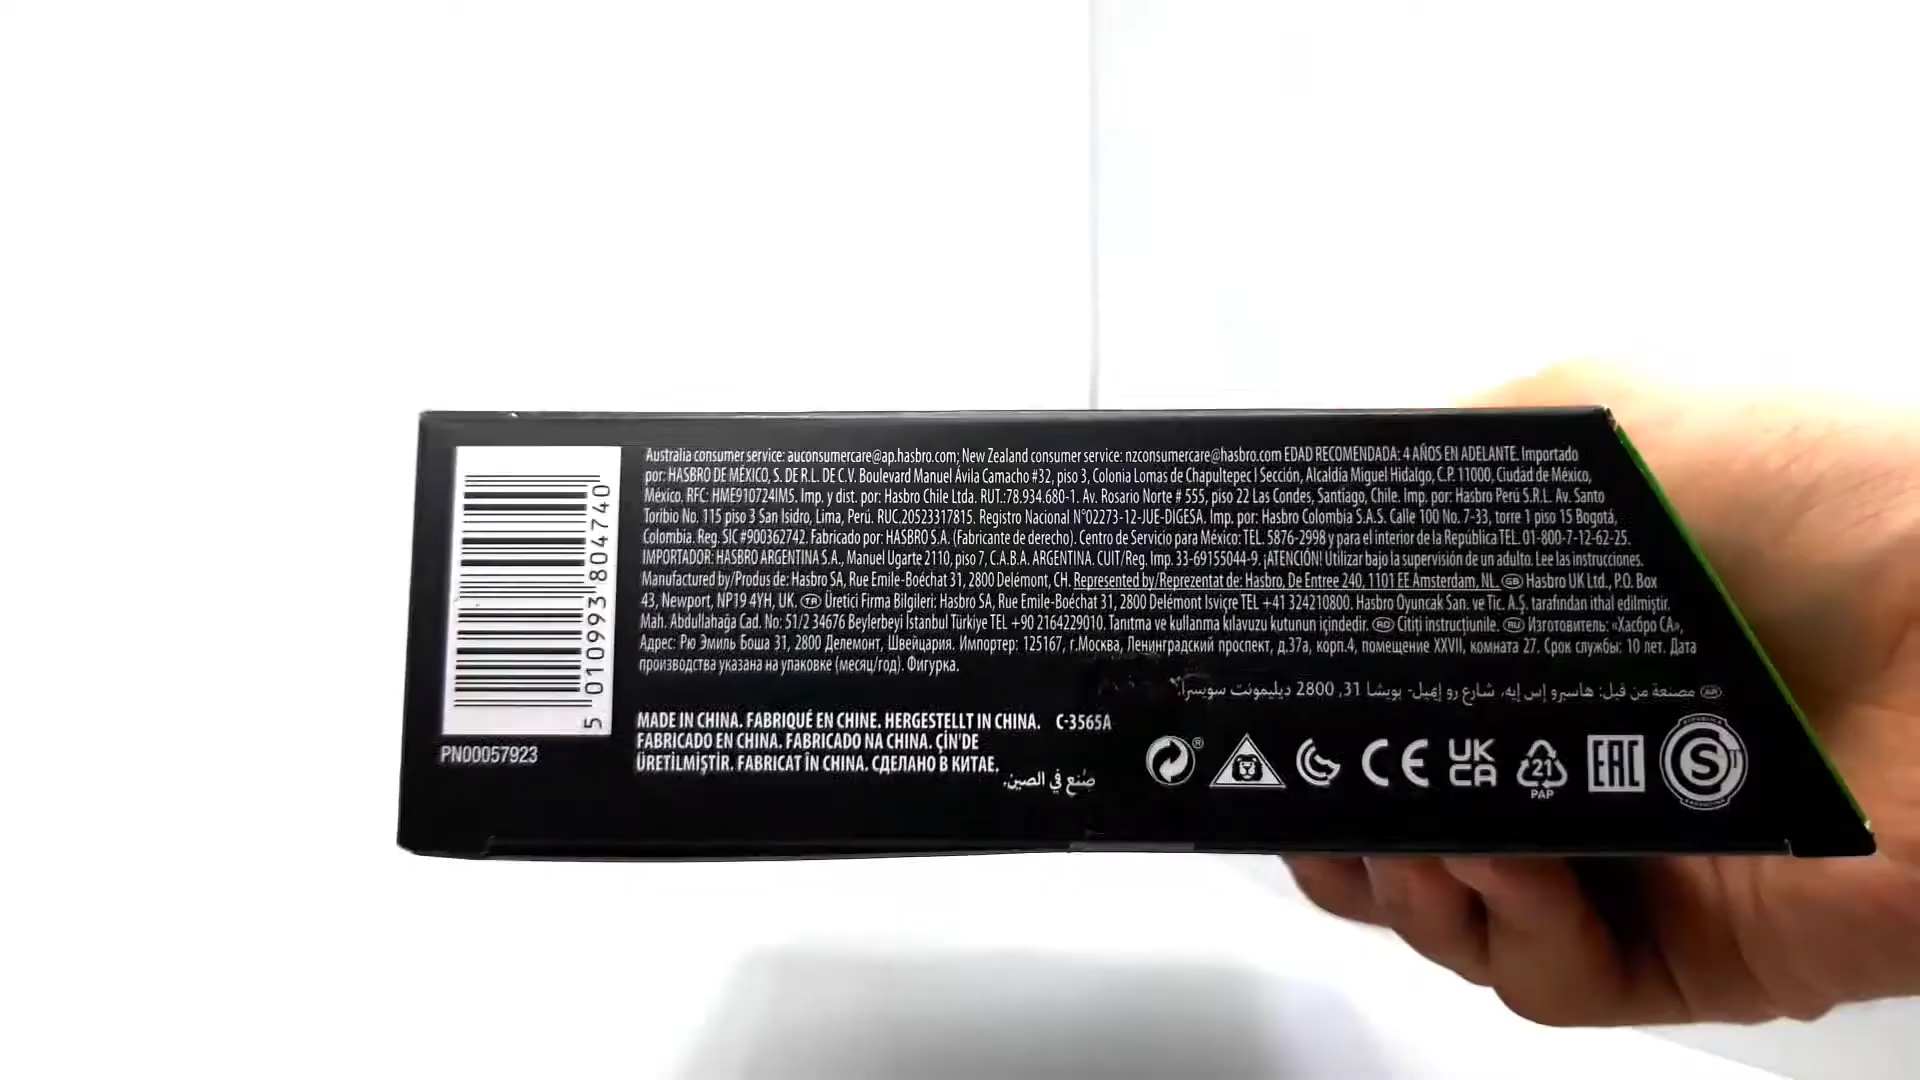 Australia consumer service: auconsumercare@ap.hasbro.com; New Zealand consumer service: nzconsumercare@hasbro.com EDAD RECOMENDADA: 4 AÑOS EN ADELANTE. Importado
por: HASBRO DE MÉXICO, S. DE R.L. DE C.V. Boulevard Manuel Ávila Camacho #32, piso 3, Colonia Lomas de Chapultepec I Sección, Alcaldía Miguel Hidalgo, C.P. 11000, Ciudad de México,
México, RFC: HME910724IM5. Imp. y dist. por: Hasbro Chile Ltda. RUT.:78.934.680-1. Av. Rosario Norte # 555, piso 22 Las Condes, Santiago, Chile. Imp. por: Hasbro Perú S.R.L. Av. Santo
Toribio No. 115 piso 3 San Isidro, Lima, Perú. RUC.20523317815. Registro Nacional N°02273-12-JUE-DIGESA. Imp. por: Hasbro Colombia S.A.S. Calle 100 No. 7-33, torre 1 piso 15 Bogotá,
Colombia. Reg. SIC #900362742. Fabricado por: HASBRO S.A. (Fabricante de derecho). Centro de Servicio para México: TEL. 5876-2998 y para el interior de la República TEL. 01-800-7-12-62-25.
IMPORTADOR: HASBRO ARGENTINA S.A., Manuel Ugarte 2110, piso 7, C.A.B.A. ARGENTINA. CUIT/Reg. Imp. 33-69155044-9. ¡ATENCIÓN! Utilizar bajo la supervisión de un adulto. Lee las instrucciones.
Manufactured by/Produs de: Hasbro SA, Rue Emile-Boéchat 31, 2800 Delémont, CH. Represented by/Reprezentat de: Hasbro, De Entree 240, 1101 EE Amsterdam, NL. GB Hasbro UK Ltd., P.O. Box
43, Newport, NP19 4YH, UK. TR Üretici Firma Bilgileri: Hasbro SA, Rue Emile-Boéchat 31, 2800 Delémont İsviçre TEL +41 324210800. Hasbro Oyuncak San. ve Tic. A.Ş. tarafından ithal edilmiştir.
Mah. Abdullahağa Cad. No: 51/2 34676 Beylerbeyi İstanbul Türkiye TEL +90 2164229010. Tanıtma ve kullanma kılavuzu kutunun içindedir. RO Citiți instrucțiunile. RU Изготовитель: «Хасбро СА»,
Адрес: Рю Эмиль Боша 31, 2800 Делемонт, Швейцария. Импортер: 125167, г.Москва, Ленинградский проспект, д.37а, корп.4, помещение XXVII, комната 27. Срок службы: 10 лет. Дата
производства указана на упаковке (месяц/год). Фигурка.
AR مصنعة من قبل: هاسبرو إس إيه، شارع رو إميل- بويشا 31, 2800 ديليمونت سويسرا.
MADE IN CHINA. FABRIQUÉ EN CHINE. HERGESTELLT IN CHINA. C-3565A
FABRICADO EN CHINA. FABRICADO NA CHINA. ÇİN'DE
ÜRETİLMİŞTİR. FABRICAT ÎN CHINA. СДЕЛАНО В КИТАЕ.
صُنع في الصين.
5 010993 804740
PN00057923
CE
UK
CA
21
PAP
EAC
S
ARGENTINA